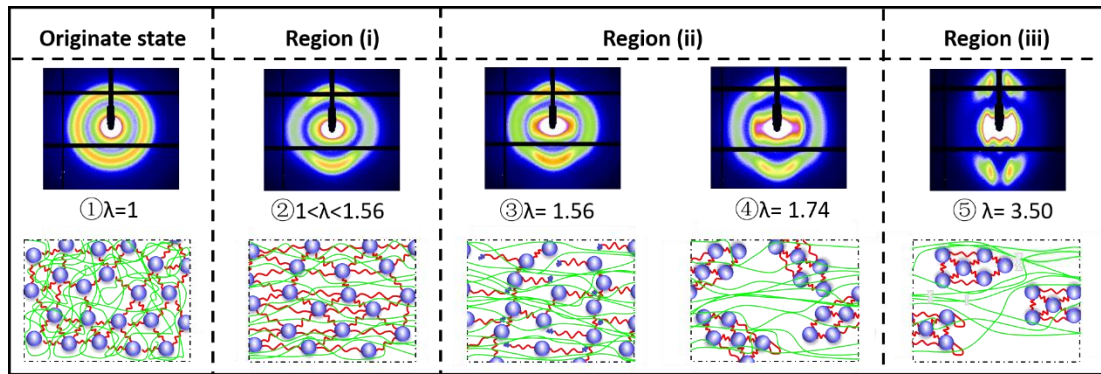 Originate state
Region (i)
Region (ii)
Region (iii)
①λ=1
②1<λ<1.56
③λ= 1.56
④λ= 1.74
⑤ λ= 3.50